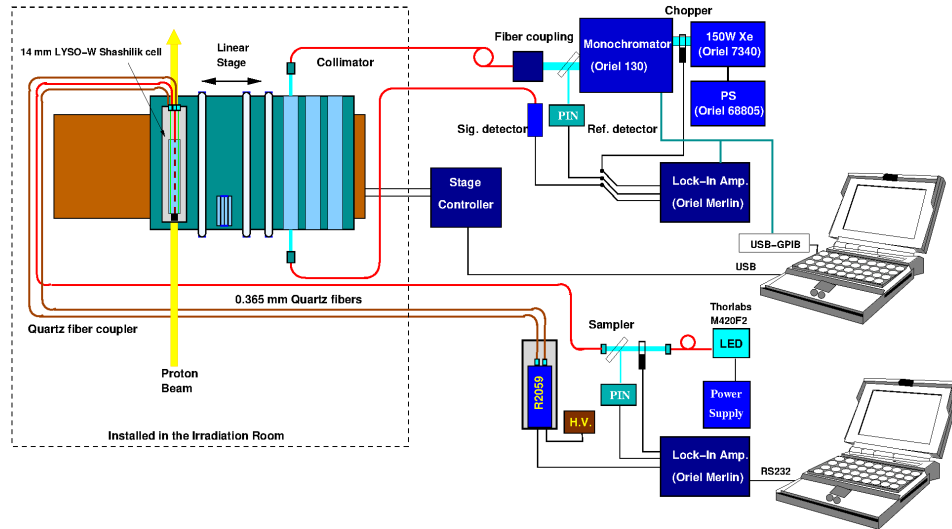 14 mm LYSO-W Shashilik cell
Linear
Stage
Collimator
Fiber coupling
Monochromator
(Oriel 130)
Chopper
150W Xe
(Oriel 7340)
PS
(Oriel 68805)
PIN
Sig. detector
Ref. detector
Stage
Controller
Lock-In Amp.
(Oriel Merlin)
USB-GPIB
USB
0.365 mm Quartz fibers
Quartz fiber coupler
Proton
Beam
Installed in the Irradiation Room
Sampler
Thorlabs
M420F2
LED
R2059
PIN
H.V.
Power
Supply
Lock-In Amp.
(Oriel Merlin)
RS232